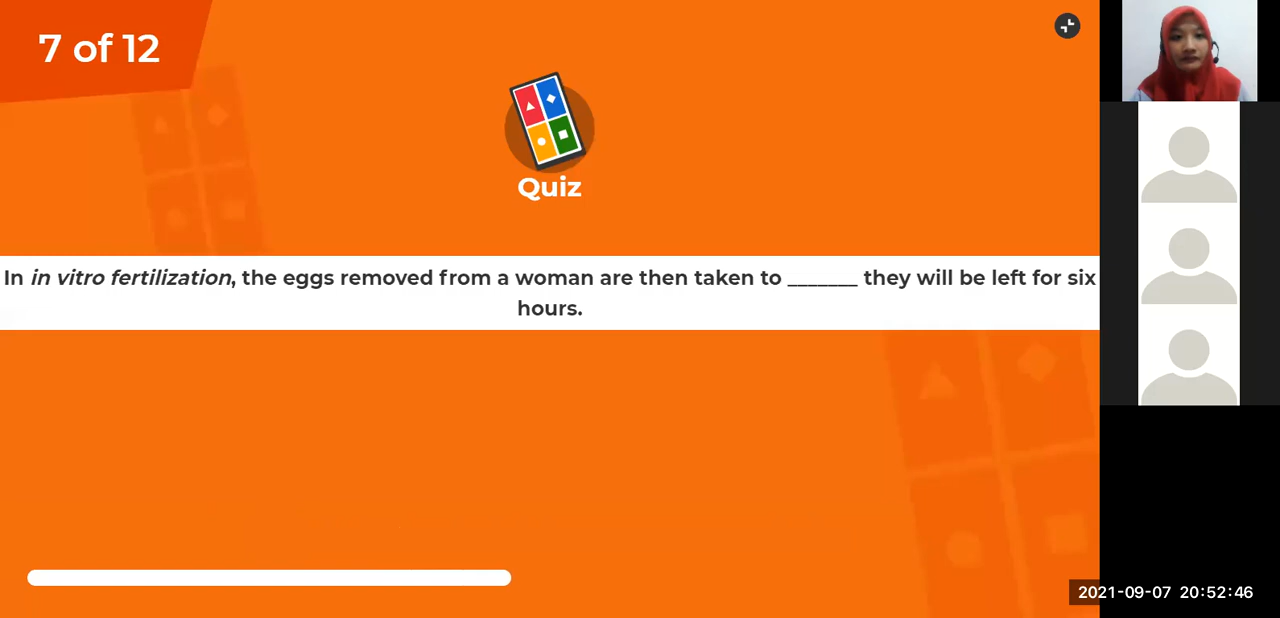 7 of 12
Quiz
In in vitro fertilization, the eggs removed from a woman are then taken to _______ they will be left for six
hours.
2021-09-07 20:52:46